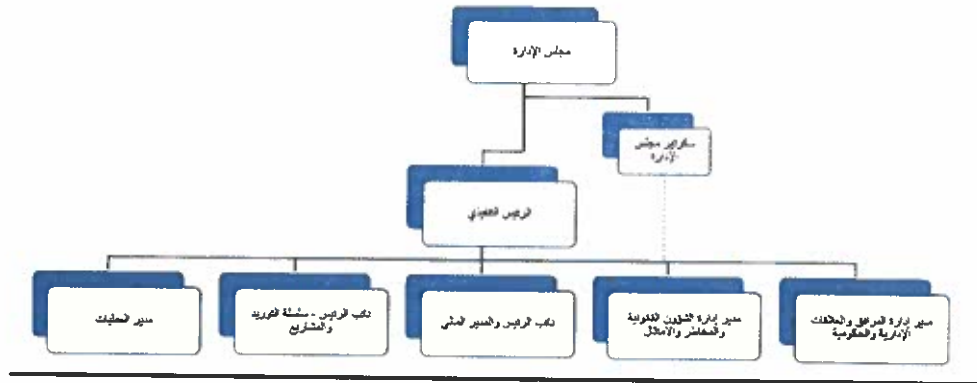 مجلس الإدارة
سكرتير مجلس
الإدارة
الرئيس التنفيذي
مدير إدارة المرافق والعلاقات
الإدارية والحكومية
مدير إدارة الشؤون القانونية
والمخاطر والامتثال
نائب الرئيس والمدير المالي
نائب الرئيس - سلسلة التوريد
والمشاريع
مدير العمليات